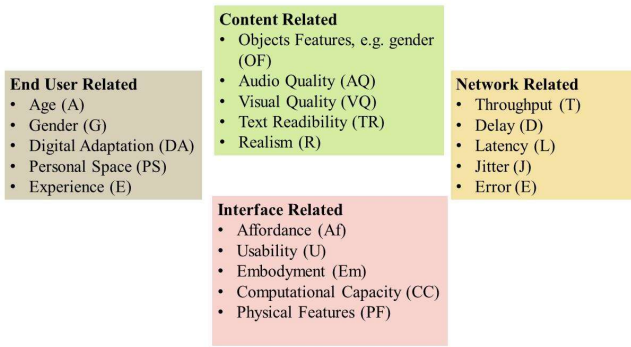 Content Related
• Objects Features, e.g. gender
(OF)
• Audio Quality (AQ)
• Visual Quality (VQ)
• Text Readibility (TR)
• Realism (R)
End User Related
• Age (A)
• Gender (G)
• Digital Adaptation (DA)
• Personal Space (PS)
• Experience (E)
Network Related
• Throughput (T)
• Delay (D)
• Latency (L)
• Jitter (J)
• Error (E)
Interface Related
• Affordance (Af)
• Usability (U)
• Embodyment (Em)
• Computational Capacity (CC)
• Physical Features (PF)